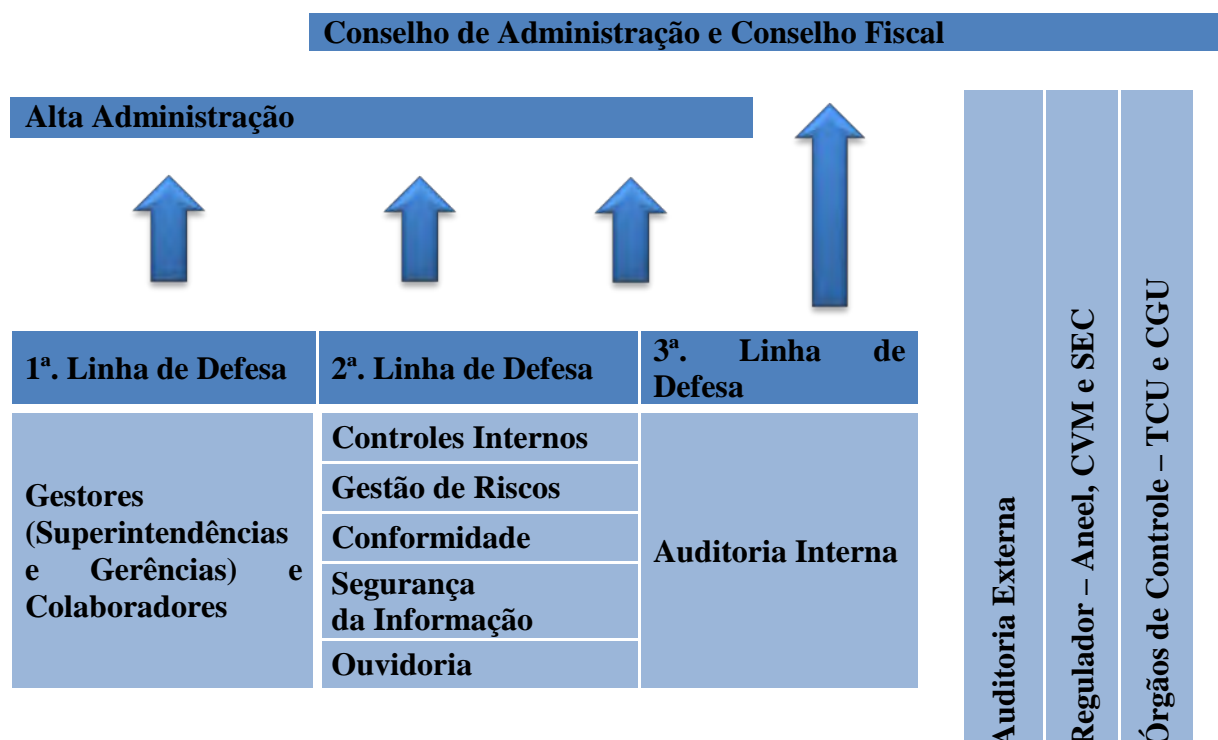 Conselho de Administração e Conselho Fiscal
Alta Administração
1ª. Linha de Defesa
2ª. Linha de Defesa
3ª. Linha de
Defesa
Gestores
(Superintendências
e Gerências) e
Colaboradores
Controles Internos
Gestão de Riscos
Conformidade
Segurança
da Informação
Ouvidoria
Auditoria Interna
Auditoria Externa
Regulador – Aneel, CVM e SEC
Órgãos de Controle – TCU e CGU